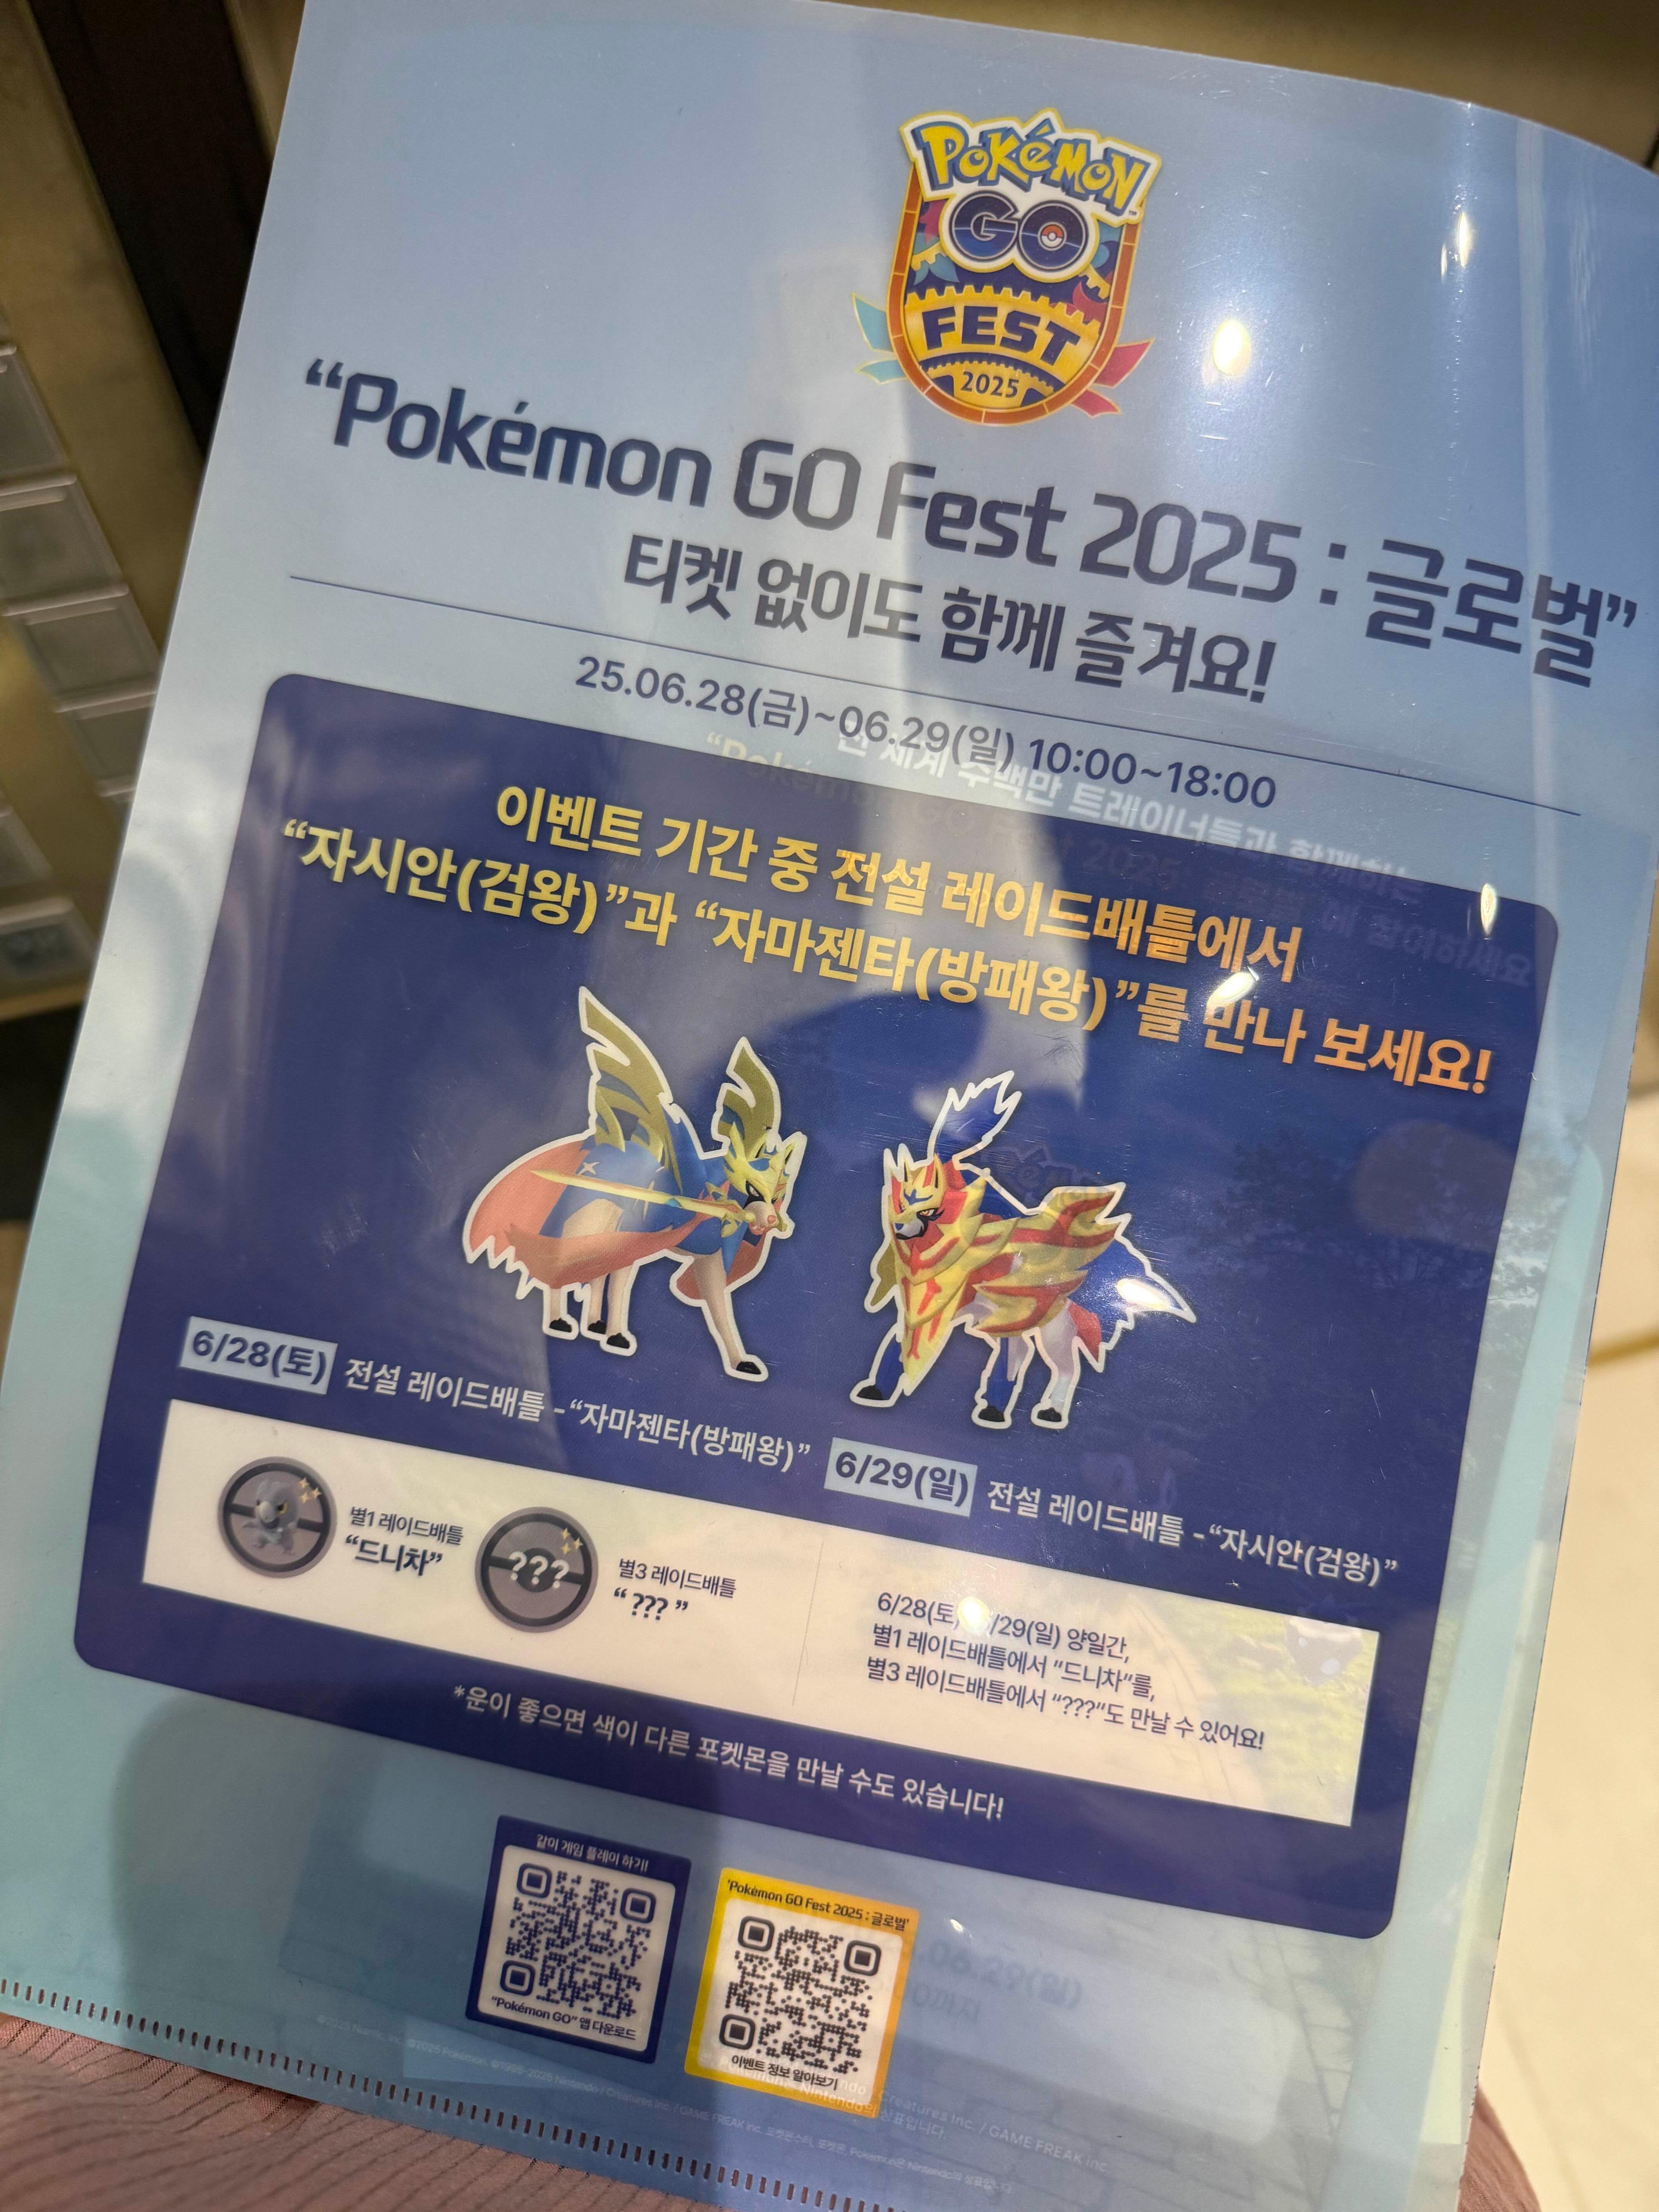 POKÉMON
GO
FEST
2025
“Pokémon GO Fest 2025 : 글로벌”
티켓 없이도 함께 즐겨요!
25.06.28(금)~06.29(일) 10:00~18:00
이벤트 기간 중 전설 레이드배틀에서
“자시안(검왕)”과 “자마젠타(방패왕)”를 만나 보세요!
6/28(토) 전설 레이드배틀 -“자마젠타(방패왕)”
6/29(일) 전설 레이드배틀 -“자시안(검왕)”
별1 레이드배틀
“드니차”
???
별3 레이드배틀
“ ??? ”
6/28(토) /29(일) 양일간,
별1 레이드배틀에서 “드니차“를,
별3 레이드배틀에서 “???“도 만날 수 있어요!
*운이 좋으면 색이 다른 포켓몬을 만날 수도 있습니다!
같이 게임 플레이 하기!
“Pokémon GO” 앱 다운로드
'Pokémon GO Fest 2025 : 글로벌'
이벤트 정보 알아보기